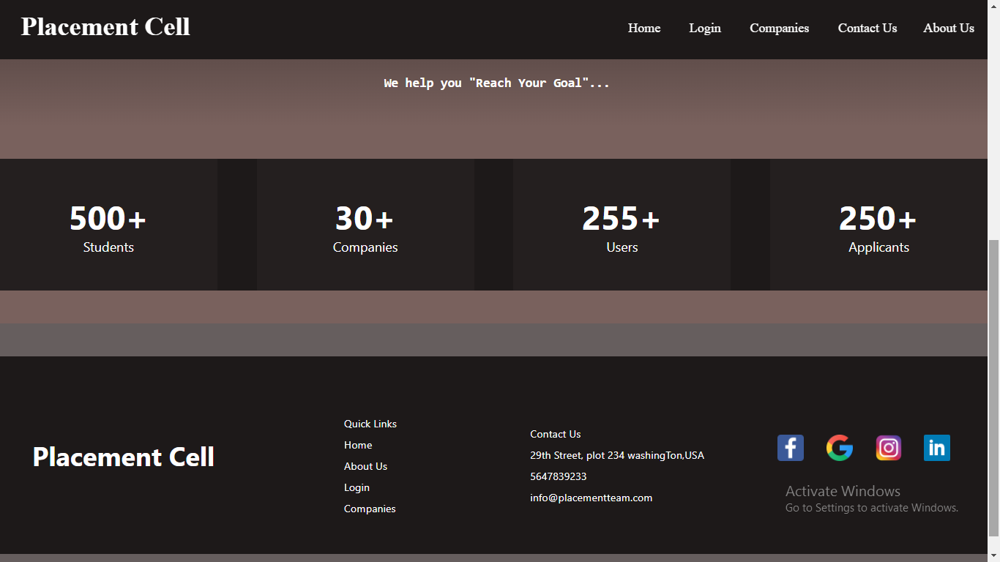 Placement Cell
Home Login Companies Contact Us About Us
We help you "Reach Your Goal"...
500+ 30+ 255+ 250+
Students Companies Users Applicants
Placement Cell
Quick Links
Home
About Us
Login
Companies
Contact Us
29th Street, plot 234 washingTon,USA
5647839233
info@placementteam.com
f G in
Activate Windows
Go to Settings to activate Windows.